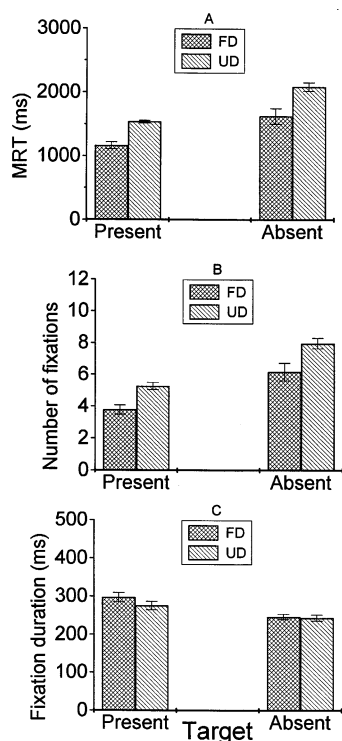 A
FD
UD
MRT (ms)
3000
2000
1000
0
Present
Absent
B
FD
UD
Number of fixations
12
10
8
6
4
2
0
Present
Absent
C
FD
UD
Fixation duration (ms)
500
400
300
200
100
0
Present
Absent
Target